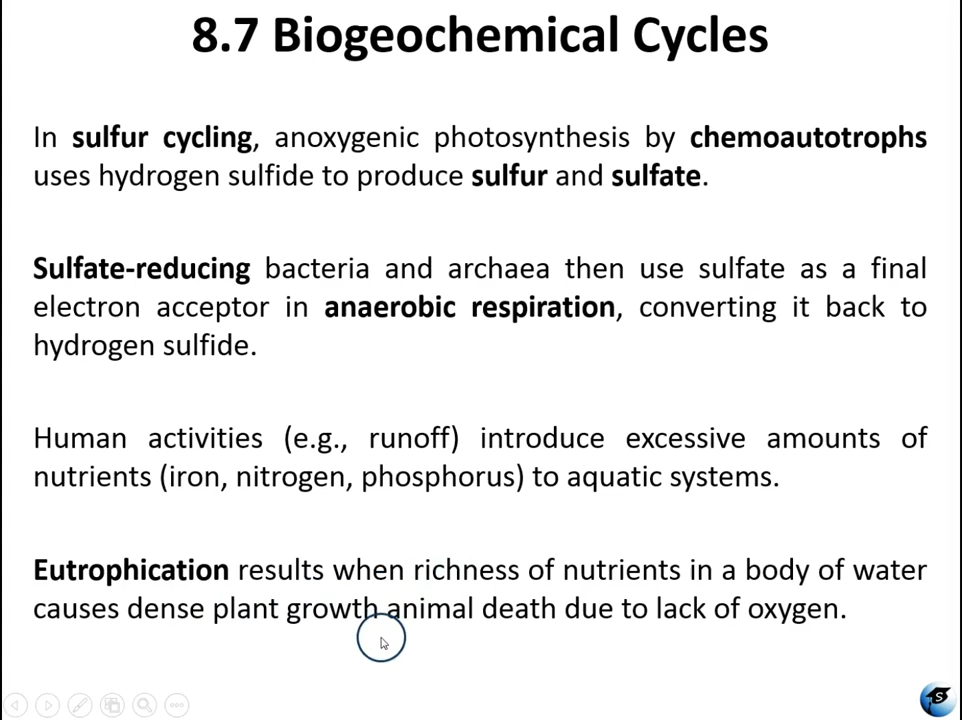 8.7 Biogeochemical Cycles
In sulfur cycling, anoxygenic photosynthesis by chemoautotrophs
uses hydrogen sulfide to produce sulfur and sulfate.
Sulfate-reducing bacteria and archaea then use sulfate as a final
electron acceptor in anaerobic respiration, converting it back to
hydrogen sulfide.
Human activities (e.g., runoff) introduce excessive amounts of
nutrients (iron, nitrogen, phosphorus) to aquatic systems.
Eutrophication results when richness of nutrients in a body of water
causes dense plant growth animal death due to lack of oxygen.
S